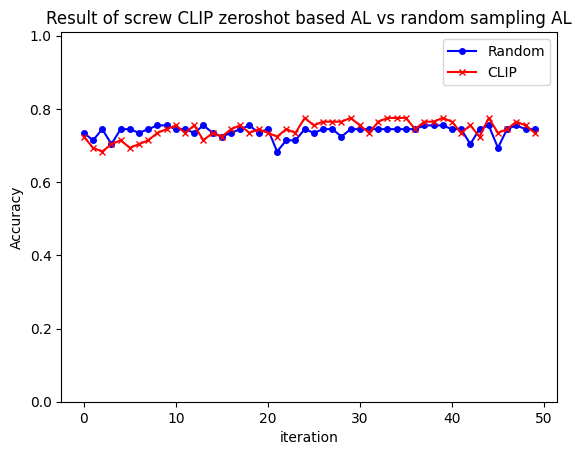 Result of screw CLIP zeroshot based AL vs random sampling AL
1.0
Random
CLIP
0.8
0.6
Accuracy
0.4
0.2
0.0
0 10 20 30 40 50
iteration